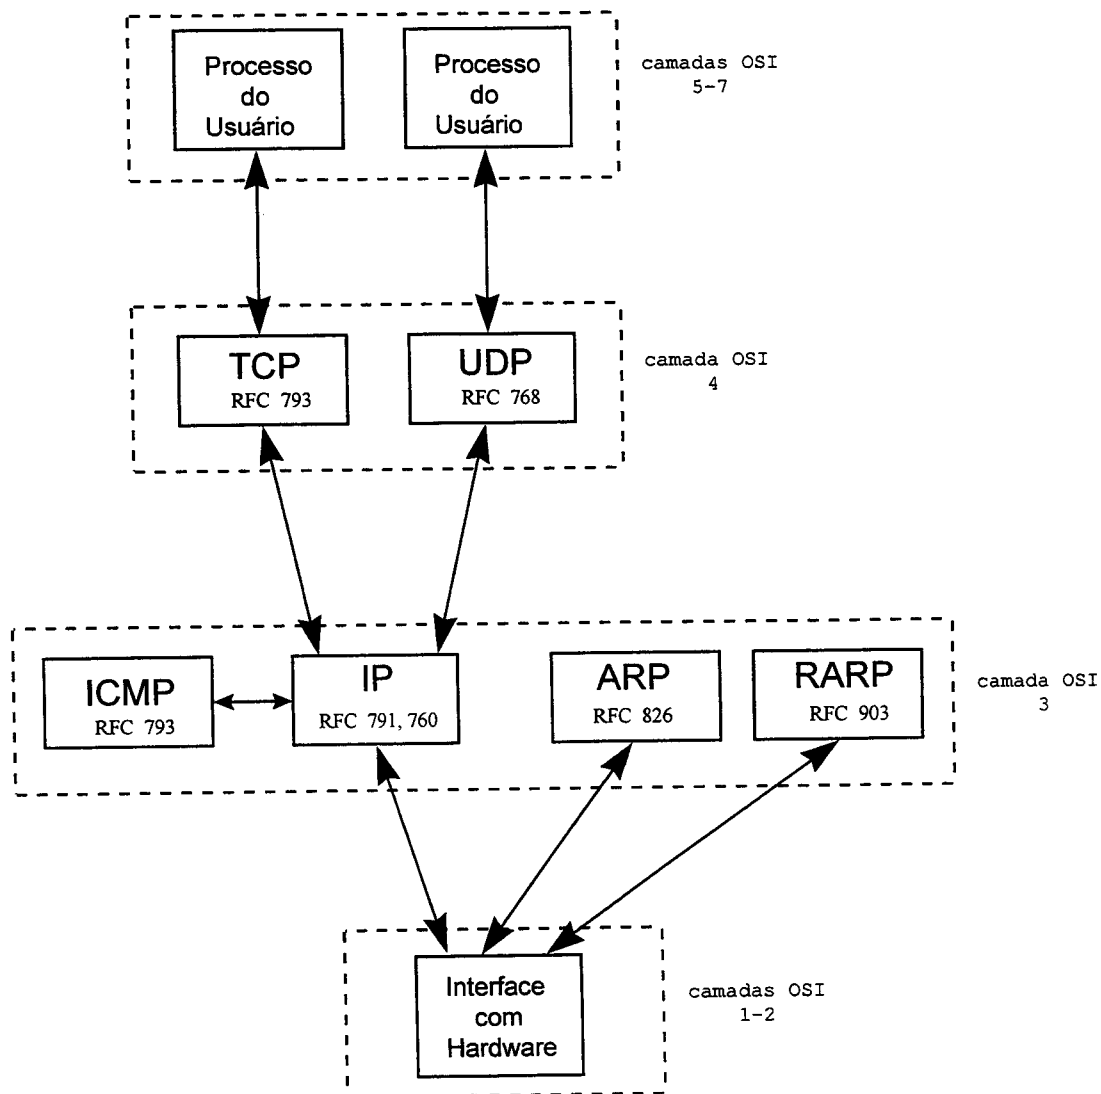 Processo
do
Usuário
Processo
do
Usuário
camadas OSI
5-7
TCP
RFC 793
UDP
RFC 768
camada OSI
4
ICMP
RFC 793
IP
RFC 791, 760
ARP
RFC 826
RARP
RFC 903
camada OSI
3
Interface
com
Hardware
camadas OSI
1-2